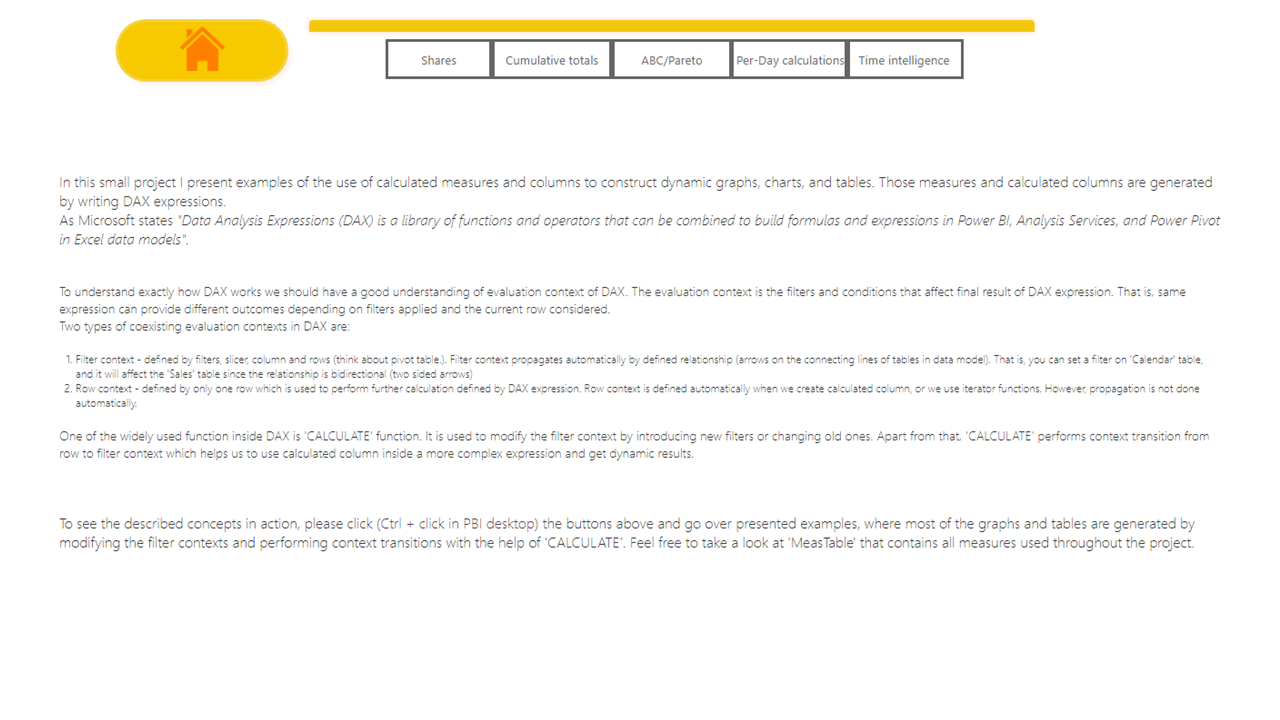 Shares
Cumulative totals
ABC/Pareto
Per-Day calculations
Time intelligence
In this small project I present examples of the use of calculated measures and columns to construct dynamic graphs, charts, and tables. Those measures and calculated columns are generated
by writing DAX expressions.
As Microsoft states "Data Analysis Expressions (DAX) is a library of functions and operators that can be combined to build formulas and expressions in Power BI, Analysis Services, and Power Pivot
in Excel data models".
To understand exactly how DAX works we should have a good understanding of evaluation context of DAX. The evaluation context is the filters and conditions that affect final result of DAX expression. That is, same
expression can provide different outcomes depending on filters applied and the current row considered.
Two types of coexisting evaluation contexts in DAX are:
1. Filter context - defined by filters, slicer, column and rows (think about pivot table.). Filter context propagates automatically by defined relationship (arrows on the connecting lines of tables in data model). That is, you can set a filter on 'Calendar' table,
and it will affect the 'Sales' table since the relationship is bidirectional (two sided arrows)
2. Row context - defined by only one row which is used to perform further calculation defined by DAX expression. Row context is defined automatically when we create calculated column, or we use iterator functions. However, propagation is not done
automatically.
One of the widely used function inside DAX is 'CALCULATE' function. It is used to modify the filter context by introducing new filters or changing old ones. Apart from that, 'CALCULATE' performs context transition from
row to filter context which helps us to use calculated column inside a more complex expression and get dynamic results.
To see the described concepts in action, please click (Ctrl + click in PBI desktop) the buttons above and go over presented examples, where most of the graphs and tables are generated by
modifying the filter contexts and performing context transitions with the help of 'CALCULATE'. Feel free to take a look at 'MeasTable' that contains all measures used throughout the project.